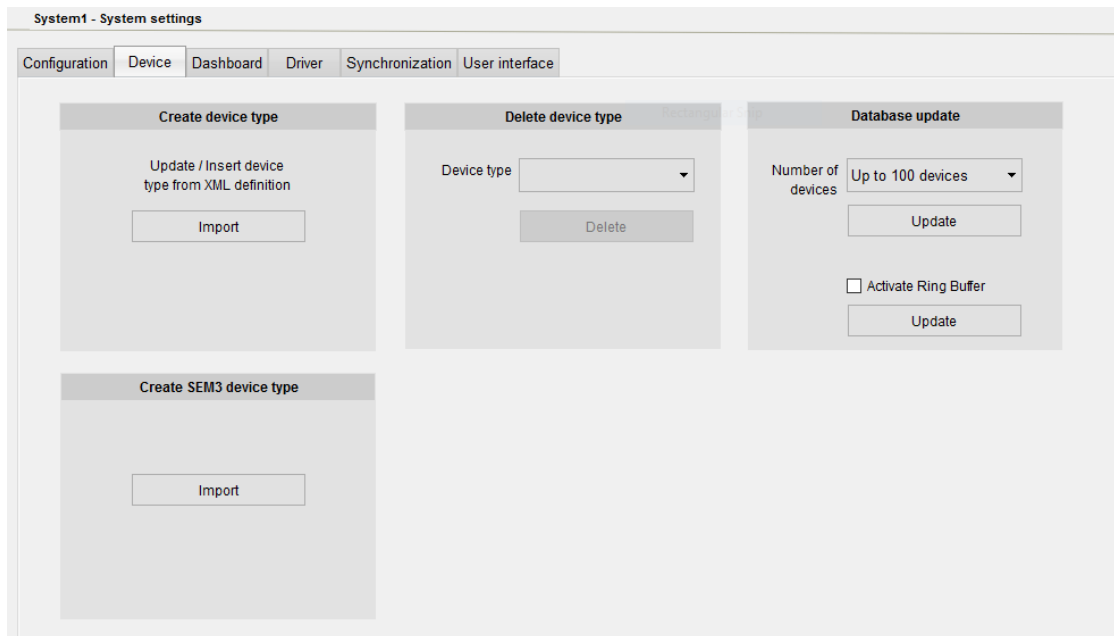 System1 - System settings
Configuration Device Dashboard Driver Synchronization User interface
Create device type
Update / Insert device
type from XML definition
Import
Delete device type
Device type
Delete
Rectangular Snip
Database update
Number of
devices
Up to 100 devices
Update
Activate Ring Buffer
Update
Create SEM3 device type
Import